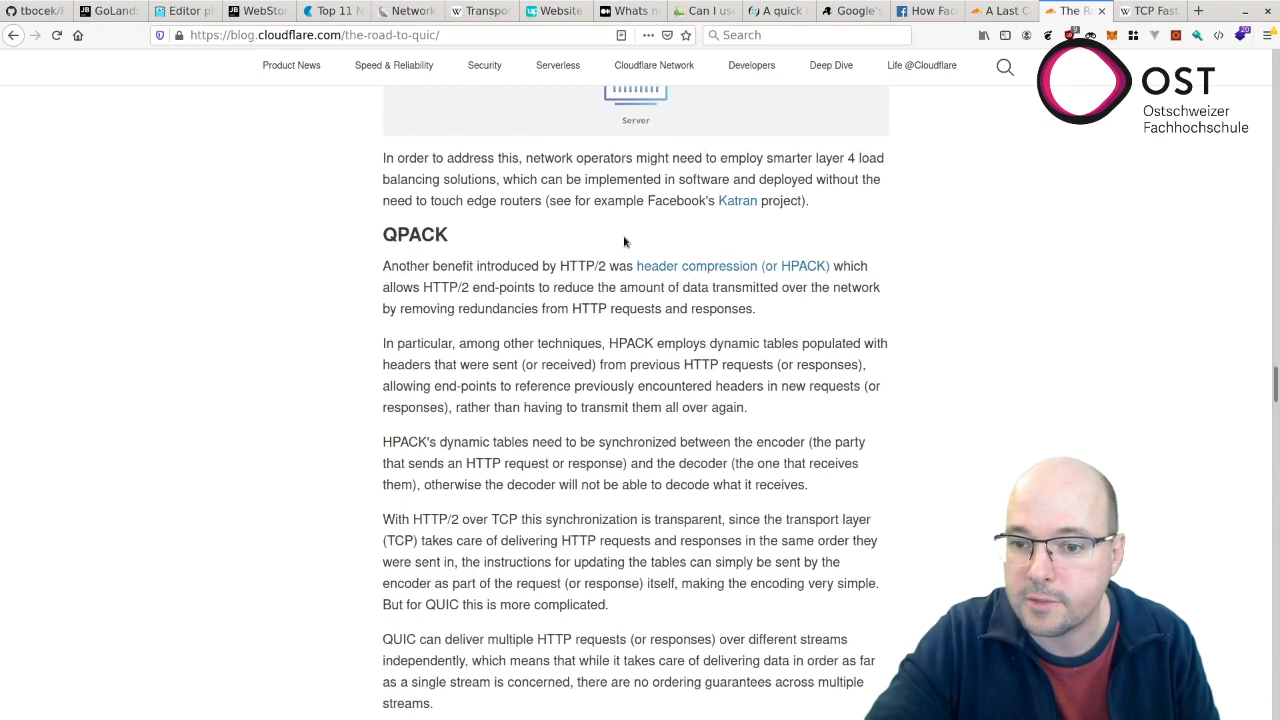 tbocek/F
GoLand
Editor pl
WebStor
Top 11 N
Network
Transpor
Website
Whats n
Can I use
A quick
Google's
How Fac
A Last C
The Ro
TCP Fast
https://blog.cloudflare.com/the-road-to-quic/
Search
20
Product News
Speed & Reliability
Security
Serverless
Cloudflare Network
Developers
Deep Dive
Life @Cloudflare
OST
Ostschweizer
Fachhochschule
Server
In order to address this, network operators might need to employ smarter layer 4 load
balancing solutions, which can be implemented in software and deployed without the
need to touch edge routers (see for example Facebook's Katran project).
QPACK
Another benefit introduced by HTTP/2 was header compression (or HPACK) which
allows HTTP/2 end-points to reduce the amount of data transmitted over the network
by removing redundancies from HTTP requests and responses.
In particular, among other techniques, HPACK employs dynamic tables populated with
headers that were sent (or received) from previous HTTP requests (or responses),
allowing end-points to reference previously encountered headers in new requests (or
responses), rather than having to transmit them all over again.
HPACK's dynamic tables need to be synchronized between the encoder (the party
that sends an HTTP request or response) and the decoder (the one that receives
them), otherwise the decoder will not be able to decode what it receives.
With HTTP/2 over TCP this synchronization is transparent, since the transport layer
(TCP) takes care of delivering HTTP requests and responses in the same order they
were sent in, the instructions for updating the tables can simply be sent by the
encoder as part of the request (or response) itself, making the encoding very simple.
But for QUIC this is more complicated.
QUIC can deliver multiple HTTP requests (or responses) over different streams
independently, which means that while it takes care of delivering data in order as far
as a single stream is concerned, there are no ordering guarantees across multiple
streams.